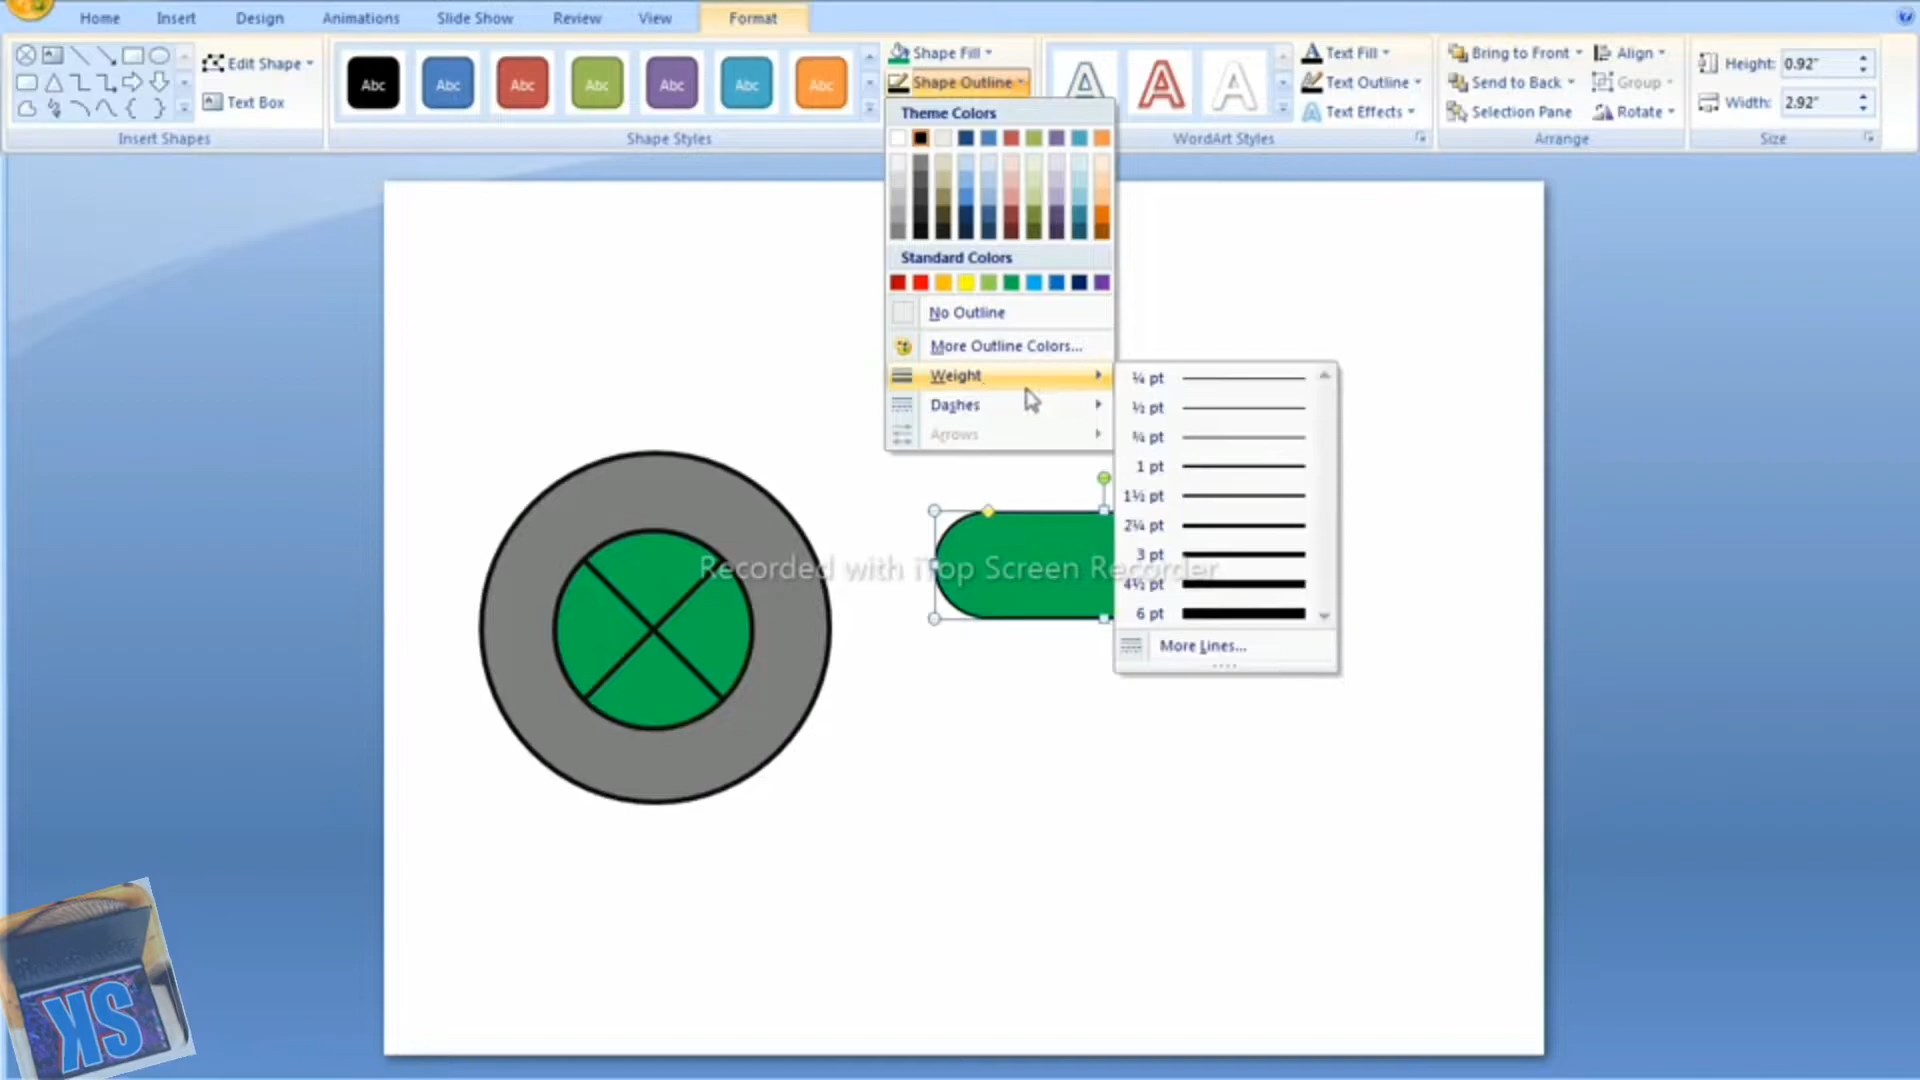 Home Insert Design Animations Slide Show Review View Format
Edit Shape
Text Box
Insert Shapes
Abc Abc Abc Abc Abc Abc Abc
Shape Styles
Shape Fill
Shape Outline
Theme Colors
Standard Colors
No Outline
More Outline Colors...
Weight
Dashes
Arrows
¼ pt
½ pt
¾ pt
1 pt
1½ pt
2¼ pt
3 pt
4½ pt
6 pt
More Lines...
A A A
Text Fill
Text Outline
Text Effects
WordArt Styles
Bring to Front
Send to Back
Selection Pane
Align
Group
Rotate
Arrange
Height: 0.92"
Width: 2.92"
Size
Recorded with iTop Screen Recorder
SK